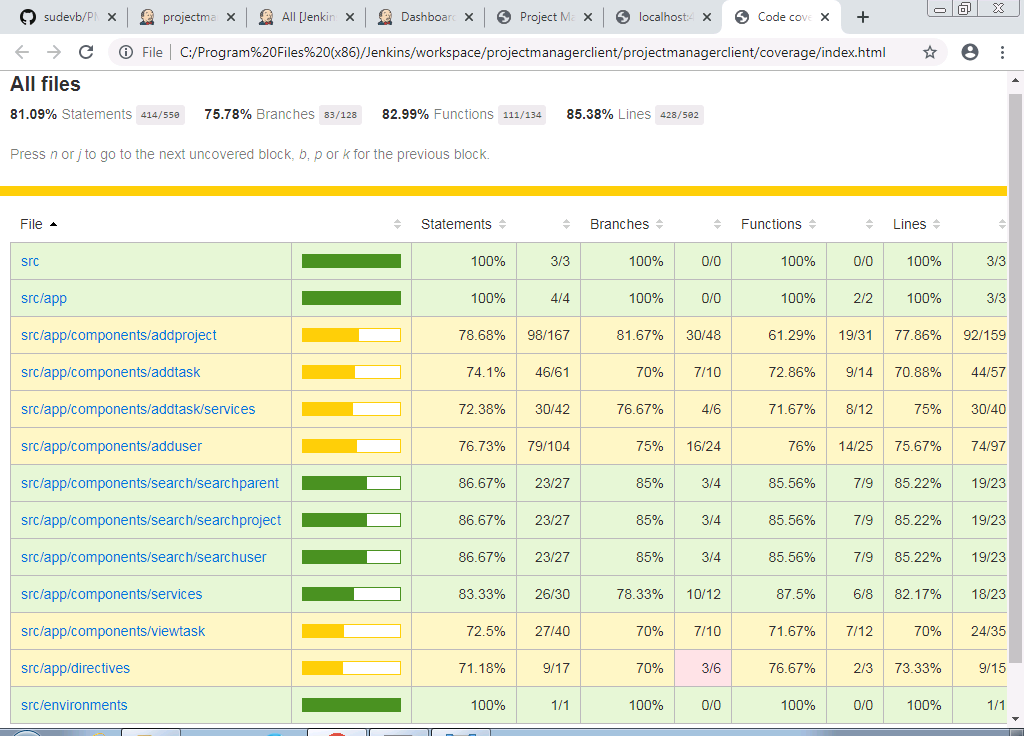 sudevb/Pl
projectma
All [Jenkin
Dashboard
Project Ma
localhost:4
Code cove
File C:/Program%20Files%20(x86)/Jenkins/workspace/projectmanagerclient/projectmanagerclient/coverage/index.html
All files
81.09% Statements 414/550 75.78% Branches 83/128 82.99% Functions 111/134 85.38% Lines 428/502
Press n or j to go to the next uncovered block, b, p or k for the previous block.
File Statements Branches Functions Lines
src 100% 3/3 100% 0/0 100% 0/0 100% 3/3
src/app 100% 4/4 100% 0/0 100% 2/2 100% 3/3
src/app/components/addproject 78.68% 98/167 81.67% 30/48 61.29% 19/31 77.86% 92/159
src/app/components/addtask 74.1% 46/61 70% 7/10 72.86% 9/14 70.88% 44/57
src/app/components/addtask/services 72.38% 30/42 76.67% 4/6 71.67% 8/12 75% 30/40
src/app/components/adduser 76.73% 79/104 75% 16/24 76% 14/25 75.67% 74/97
src/app/components/search/searchparent 86.67% 23/27 85% 3/4 85.56% 7/9 85.22% 19/23
src/app/components/search/searchproject 86.67% 23/27 85% 3/4 85.56% 7/9 85.22% 19/23
src/app/components/search/searchuser 86.67% 23/27 85% 3/4 85.56% 7/9 85.22% 19/23
src/app/components/services 83.33% 26/30 78.33% 10/12 87.5% 6/8 82.17% 18/23
src/app/components/viewtask 72.5% 27/40 70% 7/10 71.67% 7/12 70% 24/35
src/app/directives 71.18% 9/17 70% 3/6 76.67% 2/3 73.33% 9/15
src/environments 100% 1/1 100% 0/0 100% 0/0 100% 1/1